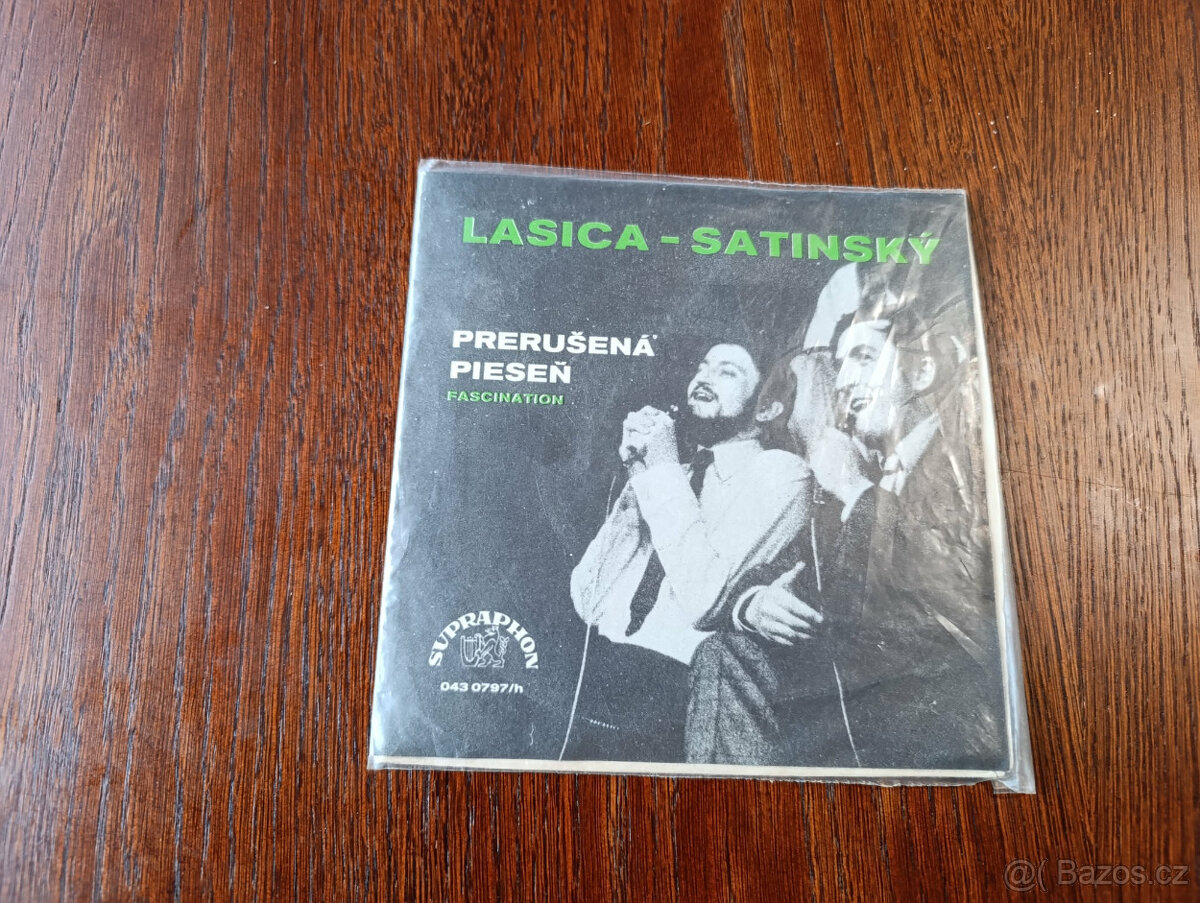 LASICA - SATINSKÝ
PRERUŠENÁ
PIESEŇ
FASCINATION
SUPRAPHON
043 0797/h
@( Bazos.cz